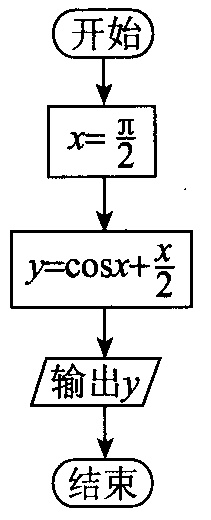 开始
x= π/2
y=cosx+x/2
输出y
结束